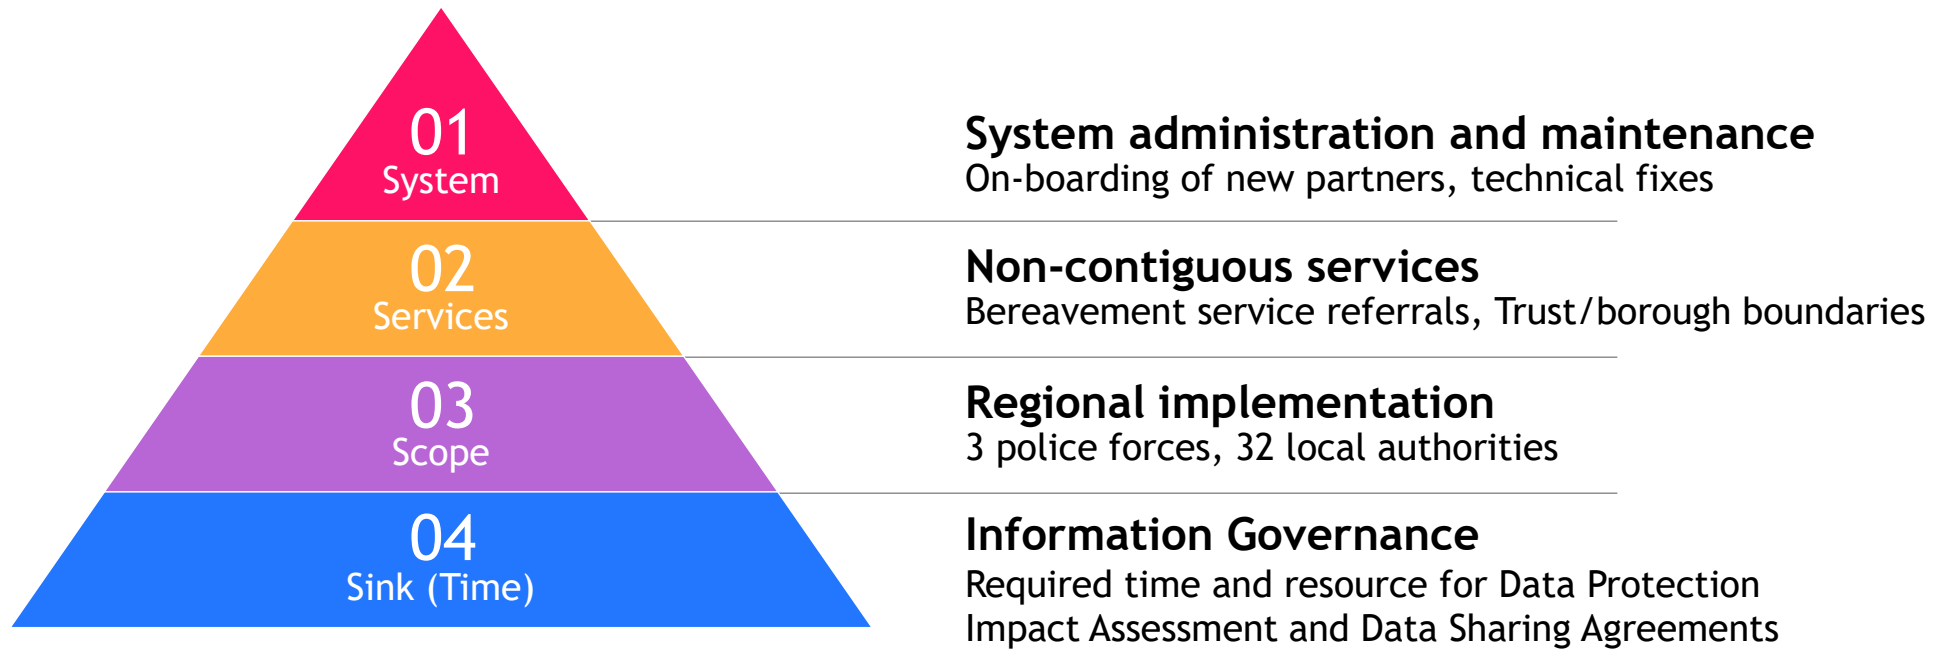 01
System
System administration and maintenance
On-boarding of new partners, technical fixes
02
Services
Non-contiguous services
Bereavement service referrals, Trust/borough boundaries
03
Scope
Regional implementation
3 police forces, 32 local authorities
04
Sink (Time)
Information Governance
Required time and resource for Data Protection
Impact Assessment and Data Sharing Agreements